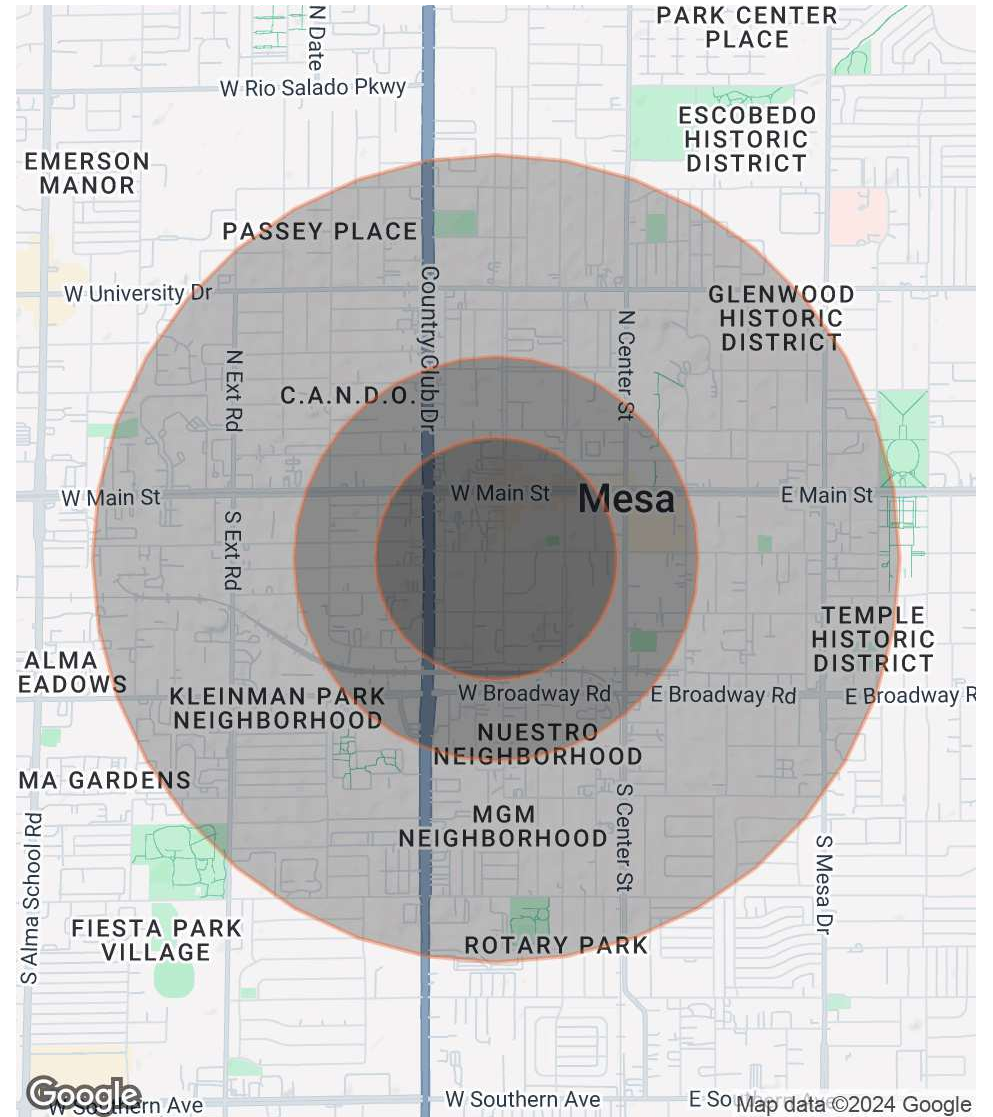 PARK CENTER
PLACE
N Date
W Rio Salado Pkwy
ESCOBEDO
HISTORIC
DISTRICT
EMERSON
MANOR
PASSEY PLACE
W University Dr
Country Club Dr
GLENWOOD
HISTORIC
DISTRICT
N Center St
N Ext Rd
C.A.N.D.O.
W Main St
W Main St
Mesa
E Main St
S Ext Rd
TEMPLE
HISTORIC
DISTRICT
ALMA
EADOWS
KLEINMAN PARK
NEIGHBORHOOD
W Broadway Rd
E Broadway Rd
E Broadway R
NUESTRO
NEIGHBORHOOD
MA GARDENS
MGM
NEIGHBORHOOD
S Center St
S Alma School Rd
S Mesa Dr
FIESTA PARK
VILLAGE
ROTARY PARK
Google
W Southern Ave
W Southern Ave
E Southern Ave
Map data ©2024 Google